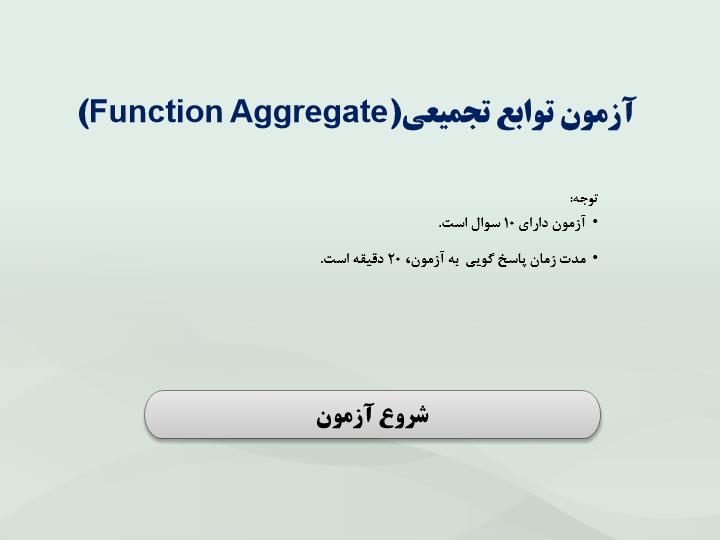 آزمون توابع تجمیعی(Function Aggregate)
توجه:
• آزمون دارای ۱۰ سوال است.
• مدت زمان پاسخ گویی به آزمون، ۲۰ دقیقه است.
شروع آزمون